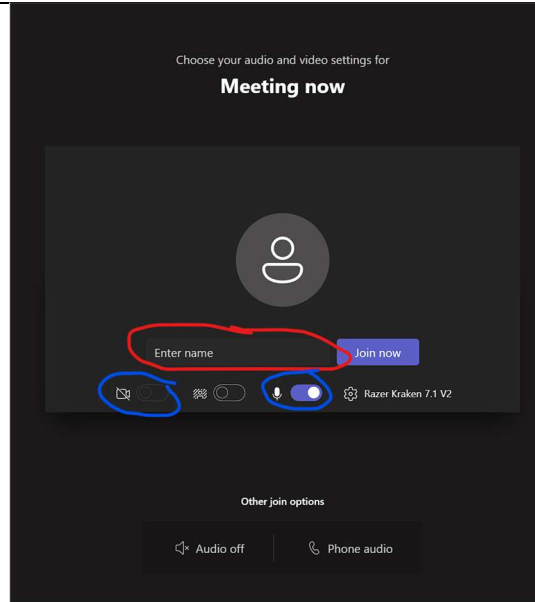 Choose your audio and video settings for
Meeting now
Enter name
Join now
Razer Kraken 7.1 V2
Other join options
Audio off
Phone audio